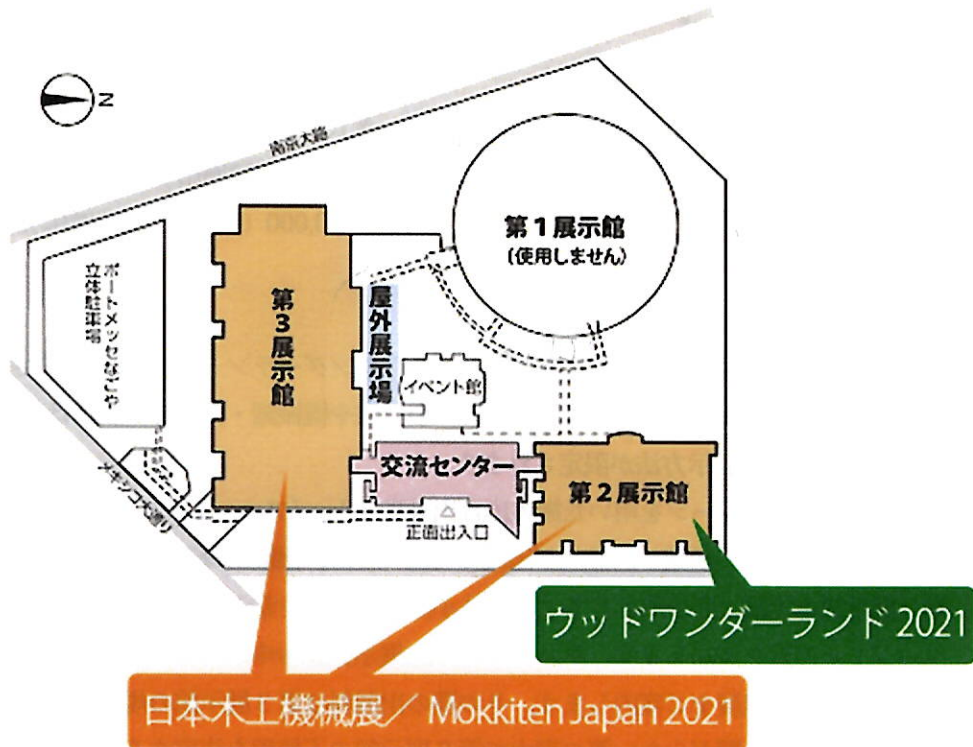 N
南京大路
第1展示館
(使用しません)
ポートメッセなごや
立体駐車場
第3展示館
屋外展示場
イベント館
交流センター
第2展示館
正面出入口
メキシコ大通り
ウッドワンダーランド 2021
日本木工機械展／ Mokkiten Japan 2021